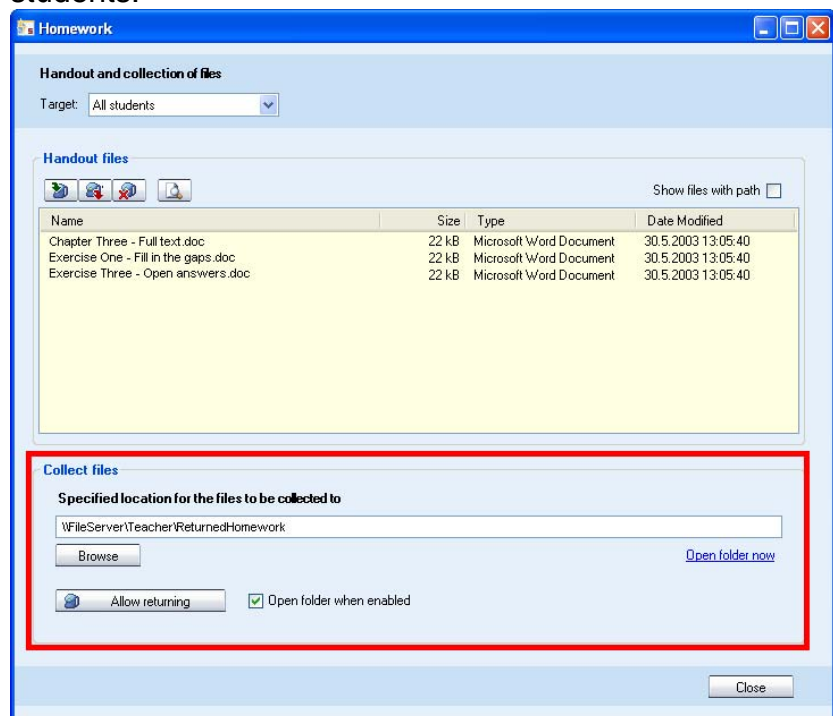 students.
Homework
Handout and collection of files
Target: All students
Handout files
Show files with path
Name Size Type Date Modified
Chapter Three - Full text.doc 22 kB Microsoft Word Document 30.5.2003 13:05:40
Exercise One - Fill in the gaps.doc 22 kB Microsoft Word Document 30.5.2003 13:05:40
Exercise Three - Open answers.doc 22 kB Microsoft Word Document 30.5.2003 13:05:40
Collect files
Specified location for the files to be collected to
\\FileServer\Teacher\ReturnedHomework
Browse Open folder now
Allow returning Open folder when enabled
Close